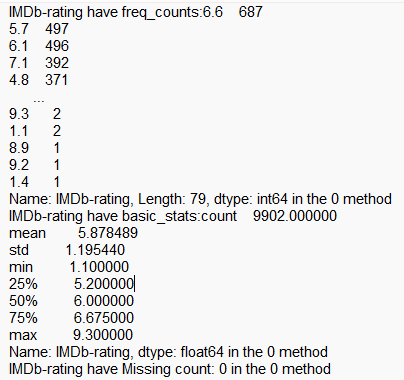 IMDb-rating have freq_counts:6.6 687
5.7 497
6.1 496
7.1 392
4.8 371
...
9.3 2
1.1 2
8.9 1
9.2 1
1.4 1
Name: IMDb-rating, Length: 79, dtype: int64 in the 0 method
IMDb-rating have basic_stats:count 9902.000000
mean 5.878489
std 1.195440
min 1.100000
25% 5.200000
50% 6.000000
75% 6.675000
max 9.300000
Name: IMDb-rating, dtype: float64 in the 0 method
IMDb-rating have Missing count: 0 in the 0 method